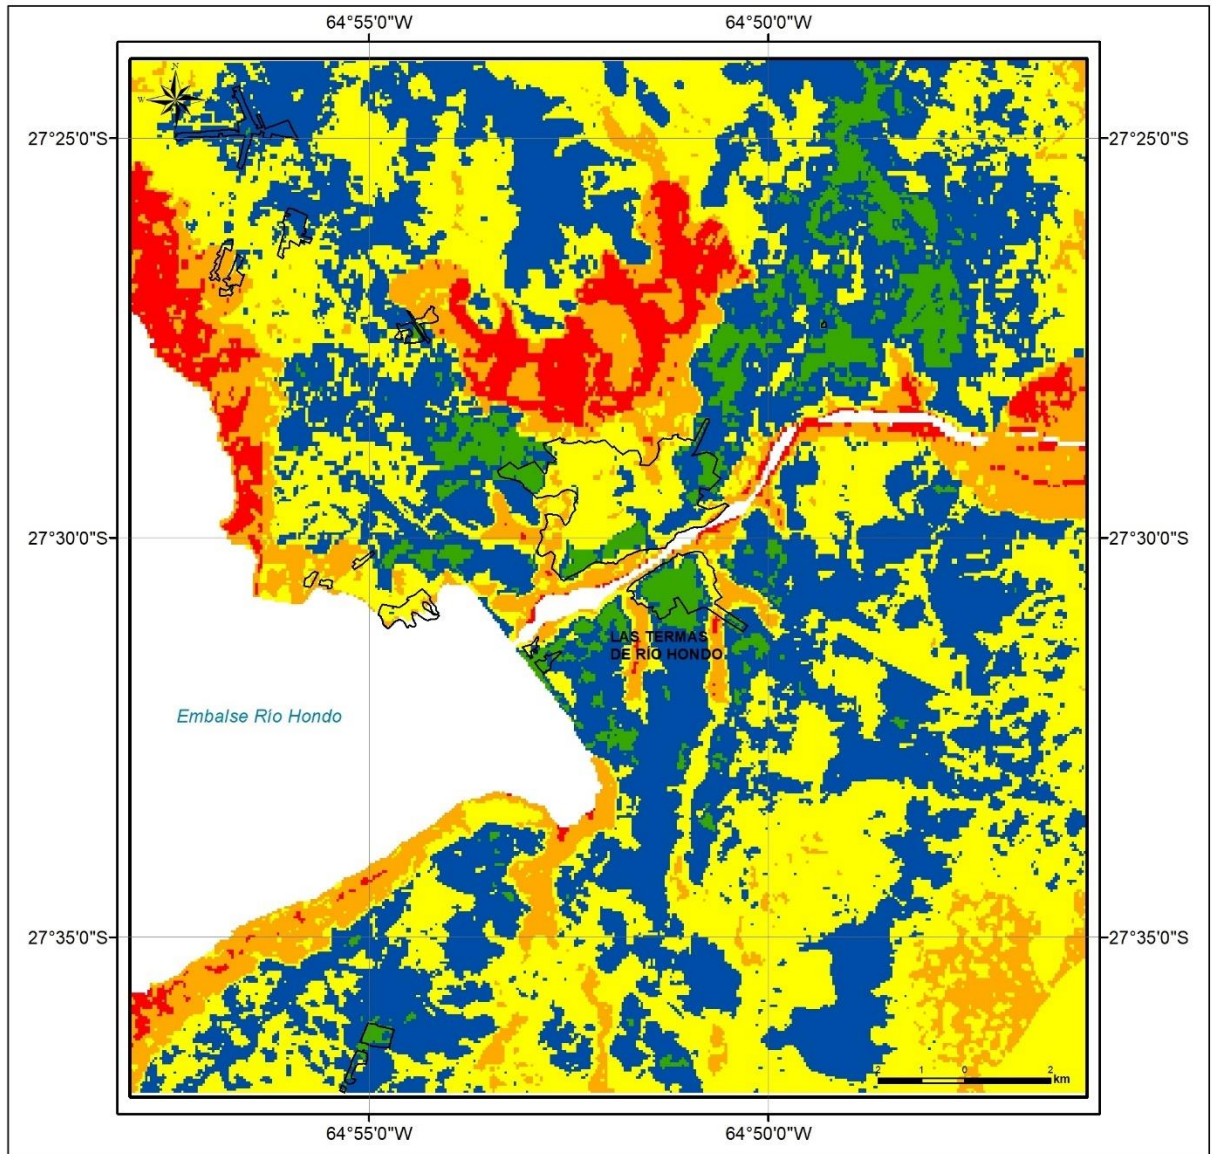 64°55'0"W 64°50'0"W
N
W
27°25'0"S 27°25'0"S
27°30'0"S 27°30'0"S
LAS TERMAS
DE RÍO HONDO
Embalse Río Hondo
27°35'0"S 27°35'0"S
2 1 0 2
km
64°55'0"W 64°50'0"W